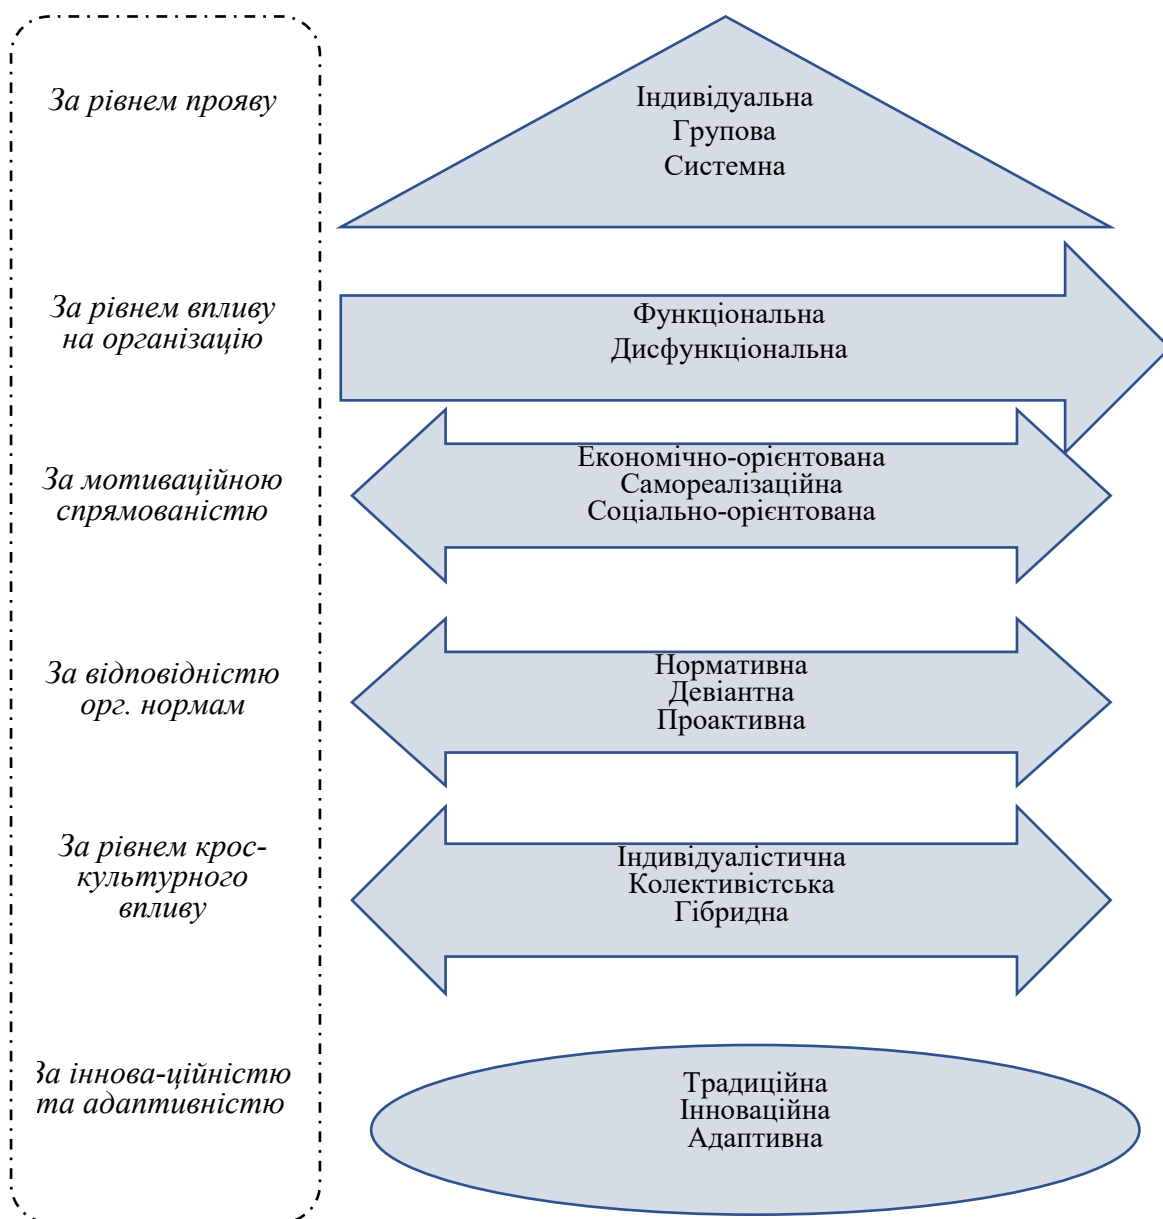 За рівнем прояву
Індивідуальна
Групова
Системна
За рівнем впливу
на організацію
Функціональна
Дисфункціональна
За мотиваційною
спрямованістю
Економічно-орієнтована
Самореалізаційна
Соціально-орієнтована
За відповідністю
орг. нормам
Нормативна
Девіантна
Проактивна
За рівнем крос-
культурного
впливу
Індивідуалістична
Колективістська
Гібридна
За іннова-ційністю
та адаптивністю
Традиційна
Інноваційна
Адаптивна